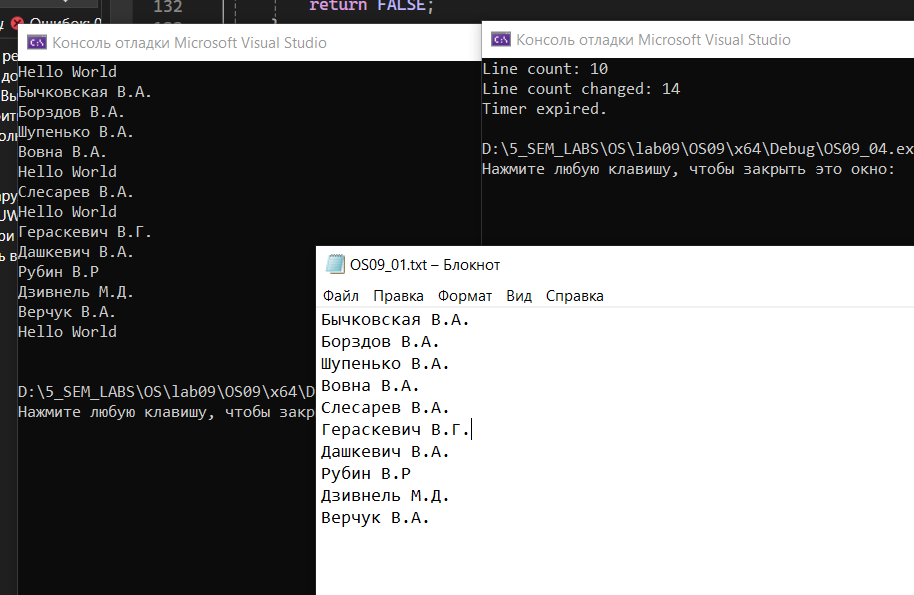 132
return FALSE;
Ошибок: 0
Консоль отладки Microsoft Visual Studio
Hello World
Бычковская В.А.
Борздов В.А.
Шупенько В.А.
Вовна В.А.
Hello World
Слесарев В.А.
Hello World
Гераскевич В.Г.
Дашкевич В.А.
Рубин В.Р
Дзивнель М.Д.
Верчук В.А.
Hello World
D:\5_SEM_LABS\OS\lab09\OS09\x64\D
Нажмите любую клавишу, чтобы закр
Консоль отладки Microsoft Visual Studio
Line count: 10
Line count changed: 14
Timer expired.
D:\5_SEM_LABS\OS\lab09\OS09\x64\Debug\OS09_04.ex
Нажмите любую клавишу, чтобы закрыть это окно:
OS09_01.txt – Блокнот
Файл Правка Формат Вид Справка
Бычковская В.А.
Борздов В.А.
Шупенько В.А.
Вовна В.А.
Слесарев В.А.
Гераскевич В.Г.
Дашкевич В.А.
Рубин В.Р
Дзивнель М.Д.
Верчук В.А.